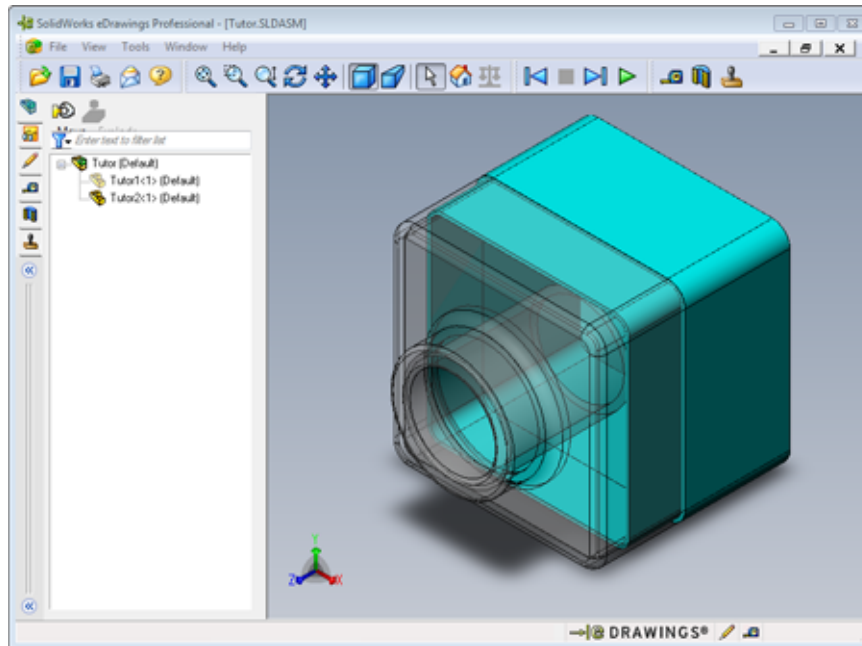 SolidWorks eDrawings Professional - [Tutor.SLDASM]
File View Tools Window Help
Enter text to filter list
Tutor (Default)
Tutor1<1> (Default)
Tutor2<1> (Default)
Y
Z X
DRAWINGS®